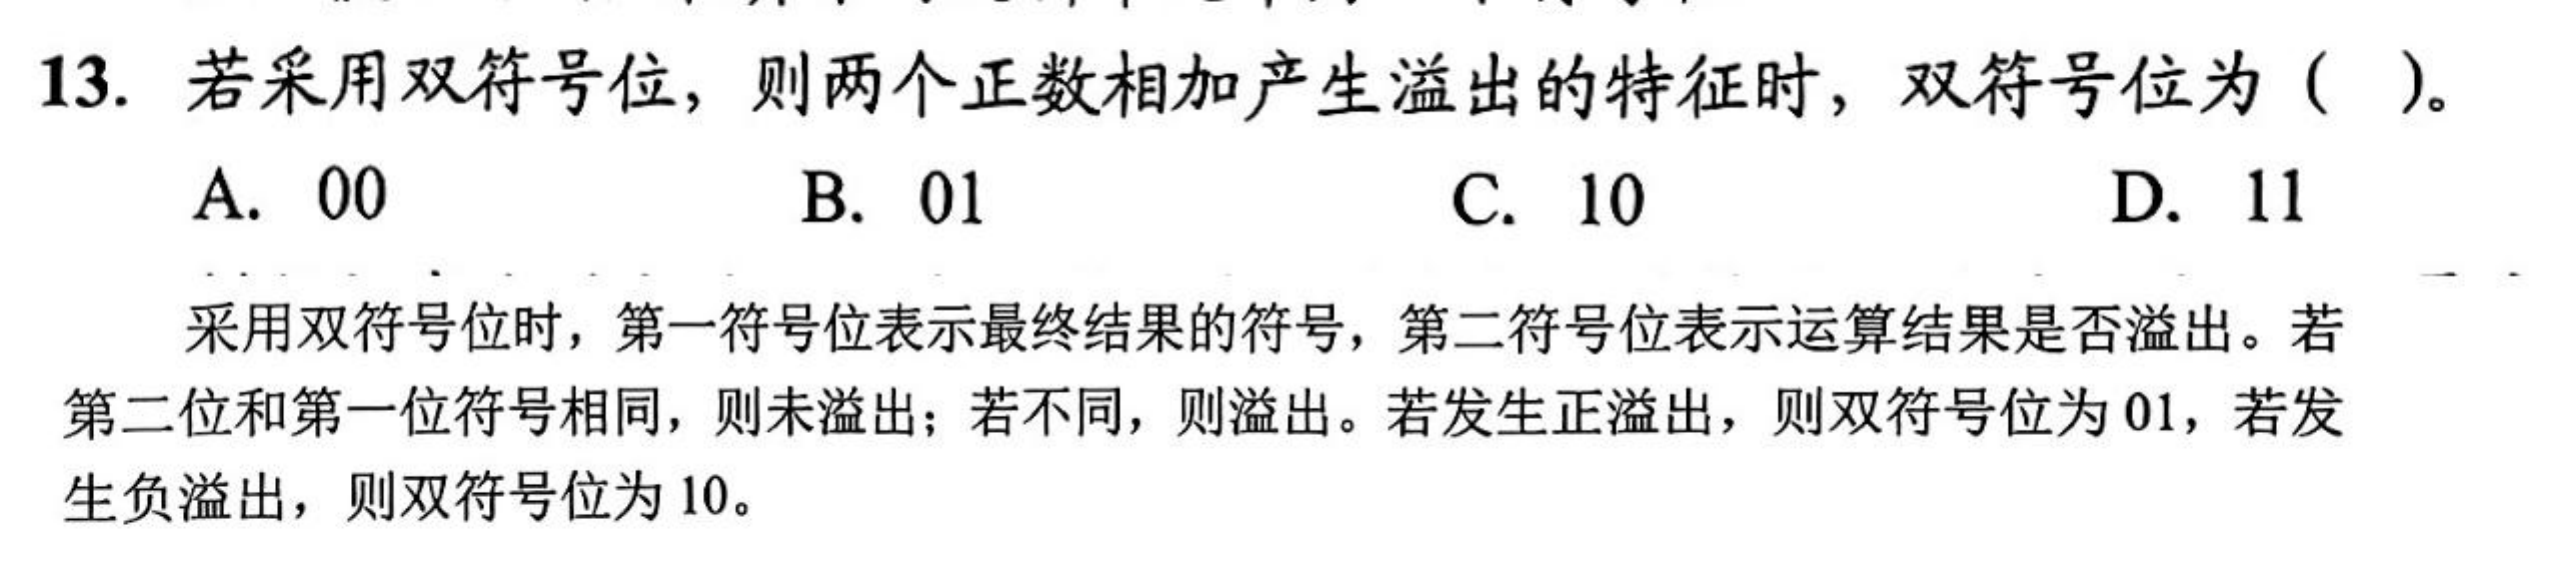 13. 若采用双符号位，则两个正数相加产生溢出的特征时，双符号位为（ ）。
A. 00 B. 01 C. 10 D. 11
采用双符号位时，第一符号位表示最终结果的符号，第二符号位表示运算结果是否溢出。若
第二位和第一位符号相同，则未溢出；若不同，则溢出。若发生正溢出，则双符号位为 01，若发
生负溢出，则双符号位为 10。